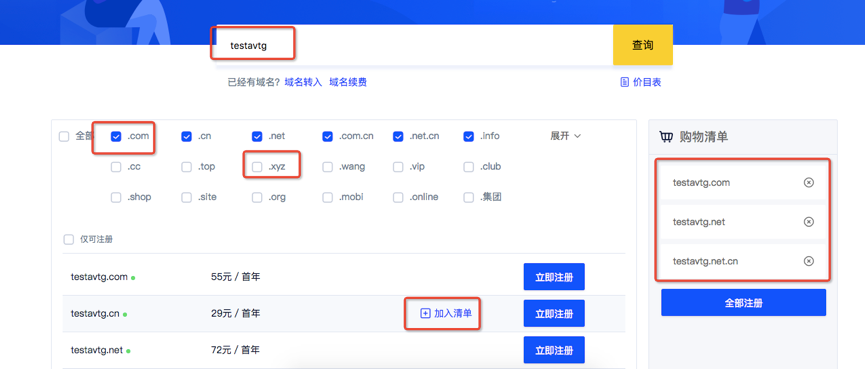 testavtg
查询
已经有域名? 域名转入 域名续费
价目表
全部 .com .cn .net .com.cn .net.cn .info 展开
.cc .top .xyz .wang .vip .club
.shop .site .org .mobi .online .集团
仅可注册
testavtg.com 55元 / 首年 立即注册
testavtg.cn 29元 / 首年 加入清单 立即注册
testavtg.net 72元 / 首年 立即注册
购物清单
testavtg.com
testavtg.net
testavtg.net.cn
全部注册